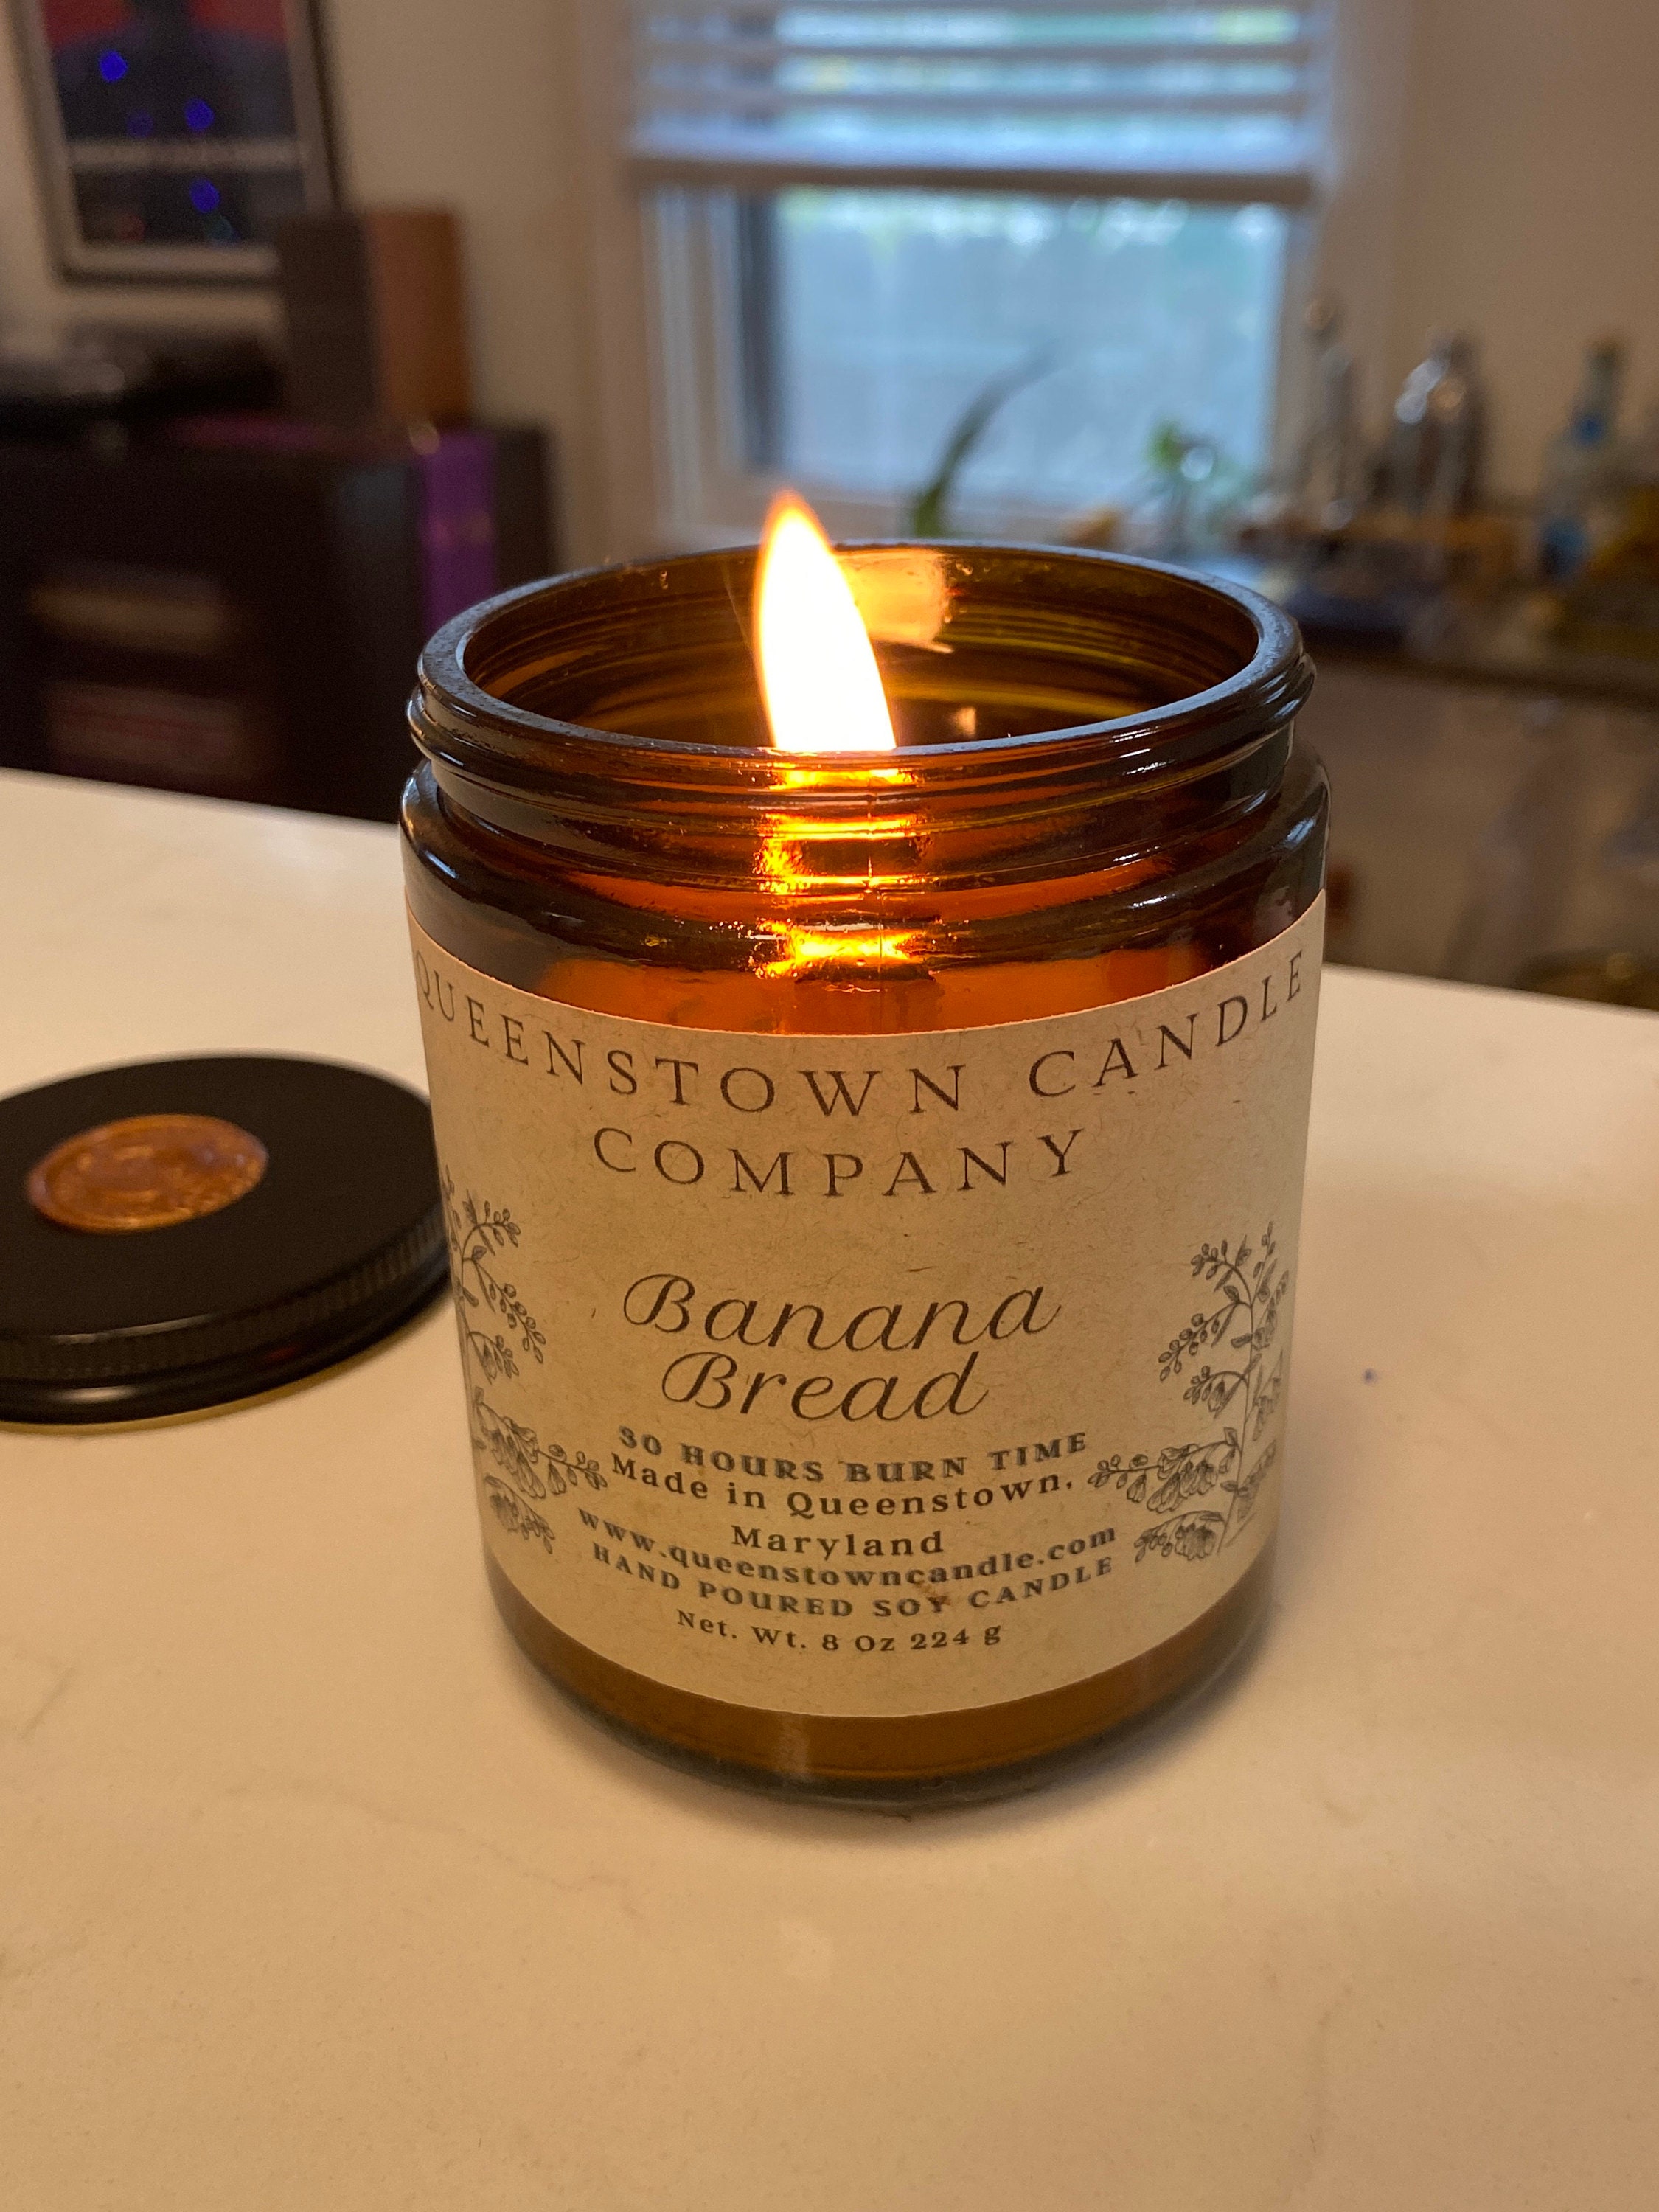 QUEENSTOWN CANDLE
COMPANY
Banana
Bread
30 HOURS BURN TIME
Made in Queenstown,
Maryland
www.queenstowncandle.com
HAND POURED SOY CANDLE
Net. Wt. 8 Oz 224 g